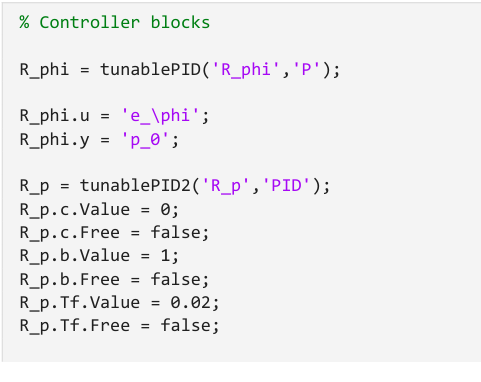 % Controller blocks
R_phi = tunablePID('R_phi','P');
R_phi.u = 'e_\phi';
R_phi.y = 'p_0';
R_p = tunablePID2('R_p','PID');
R_p.c.Value = 0;
R_p.c.Free = false;
R_p.b.Value = 1;
R_p.b.Free = false;
R_p.Tf.Value = 0.02;
R_p.Tf.Free = false;